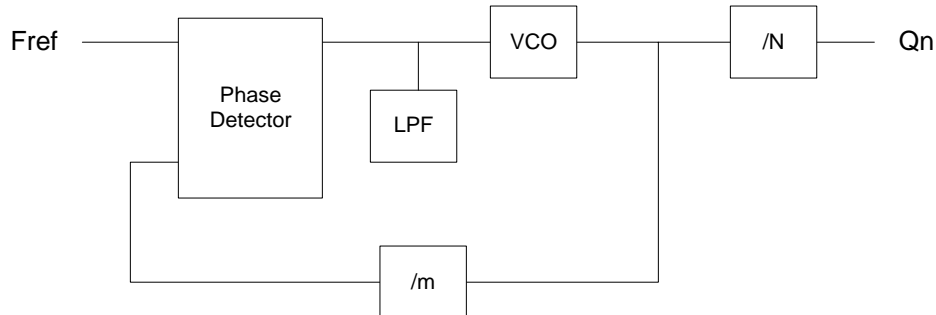 Fref
Phase
Detector
LPF
VCO
/N
Qn
/m